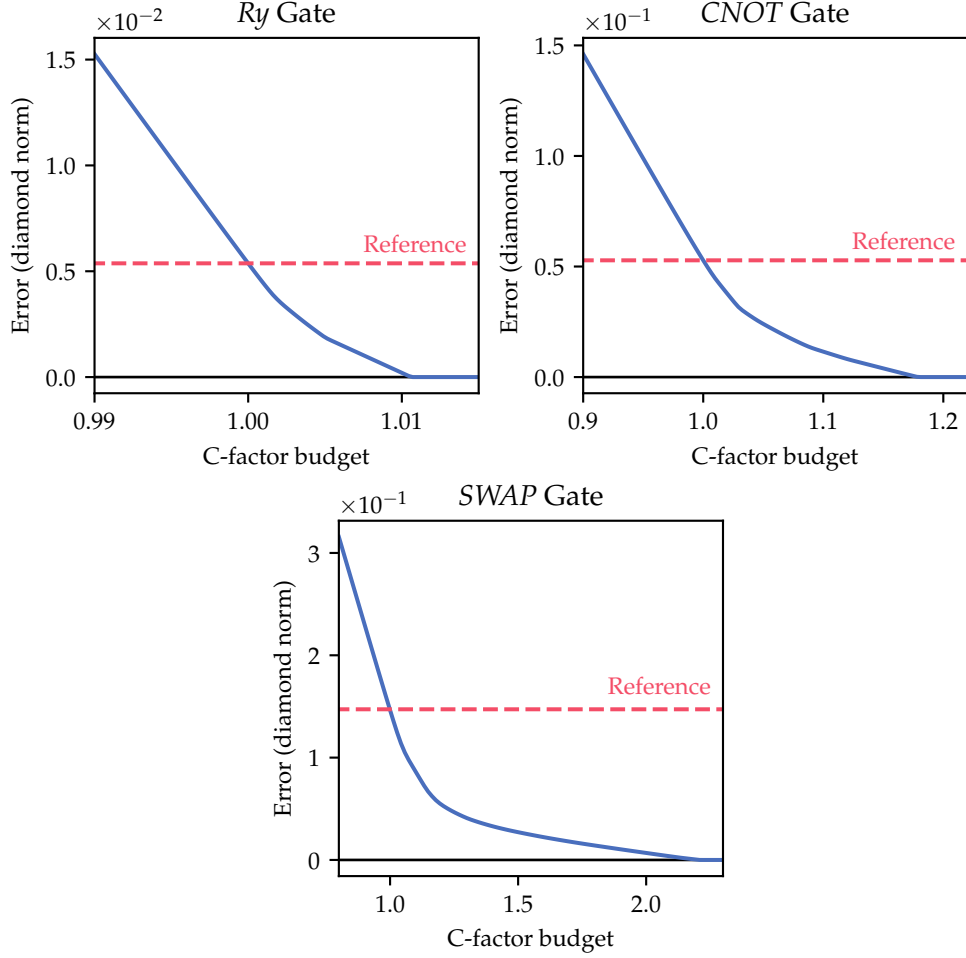 Ry Gate
×10⁻²
Error (diamond norm)
1.5
1.0
0.5
0.0
Reference
0.99
1.00
1.01
C-factor budget
CNOT Gate
×10⁻¹
Error (diamond norm)
1.5
1.0
0.5
0.0
Reference
0.9
1.0
1.1
1.2
C-factor budget
SWAP Gate
×10⁻¹
Error (diamond norm)
3
2
1
0
Reference
1.0
1.5
2.0
C-factor budget